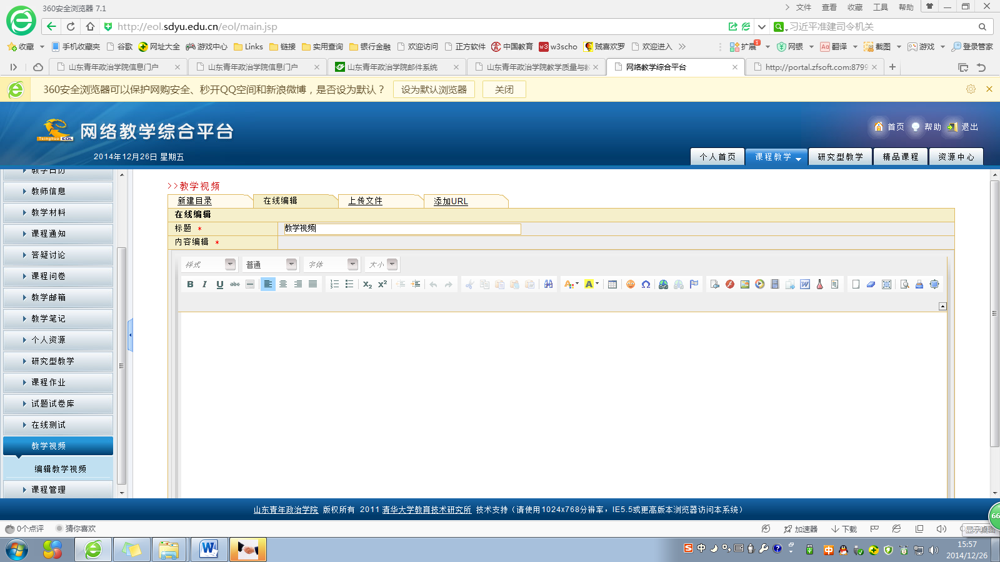 360安全浏览器 7.1
文件 查看 收藏 工具 帮助
http://eol.sdyu.edu.cn/eol/main.jsp
习近平准建司令机关
收藏 手机收藏夹 谷歌 网址大全 游戏中心 Links 链接 实用查询 银行金融 欢迎访问 正方软件 中国教育 w3 w3scho 贼喜欢罗 欢迎进入 扩展 1 网银 Aa 翻译 截图 游戏 登录管家
山东青年政治学院信息门户 山东青年政治学院信息门户 山东青年政治学院邮件系统 山东青年政治学院教学质量与 网络教学综合平台 http://portal.zfsoft.com:8799
360安全浏览器可以保护网购安全、秒开QQ空间和新浪微博，是否设为默认？ 设为默认浏览器 关闭
Tsinghua EOL 网络教学综合平台
首页 帮助 退出
2014年12月26日 星期五
个人首页 课程教学 研究型教学 精品课程 资源中心
教学日历
教师信息
教学材料
课程通知
答疑讨论
课程问卷
教学邮箱
教学笔记
个人资源
研究型教学
课程作业
试题试卷库
在线测试
教学视频
编辑教学视频
课程管理
>>教学视频
新建目录 在线编辑 上传文件 添加URL
在线编辑
标题 * 教学视频
内容编辑 *
样式 普通 字体 大小
B I U abc x₂ x² A A Ω W
山东青年政治学院 版权所有 2011 清华大学教育技术研究所 技术支持（请使用1024x768分辨率，IE5.5或更高版本浏览器访问本系统）
66
0个点评 猜你喜欢
加速器 下载
显示桌面
W S 中 中
15:57
2014/12/26